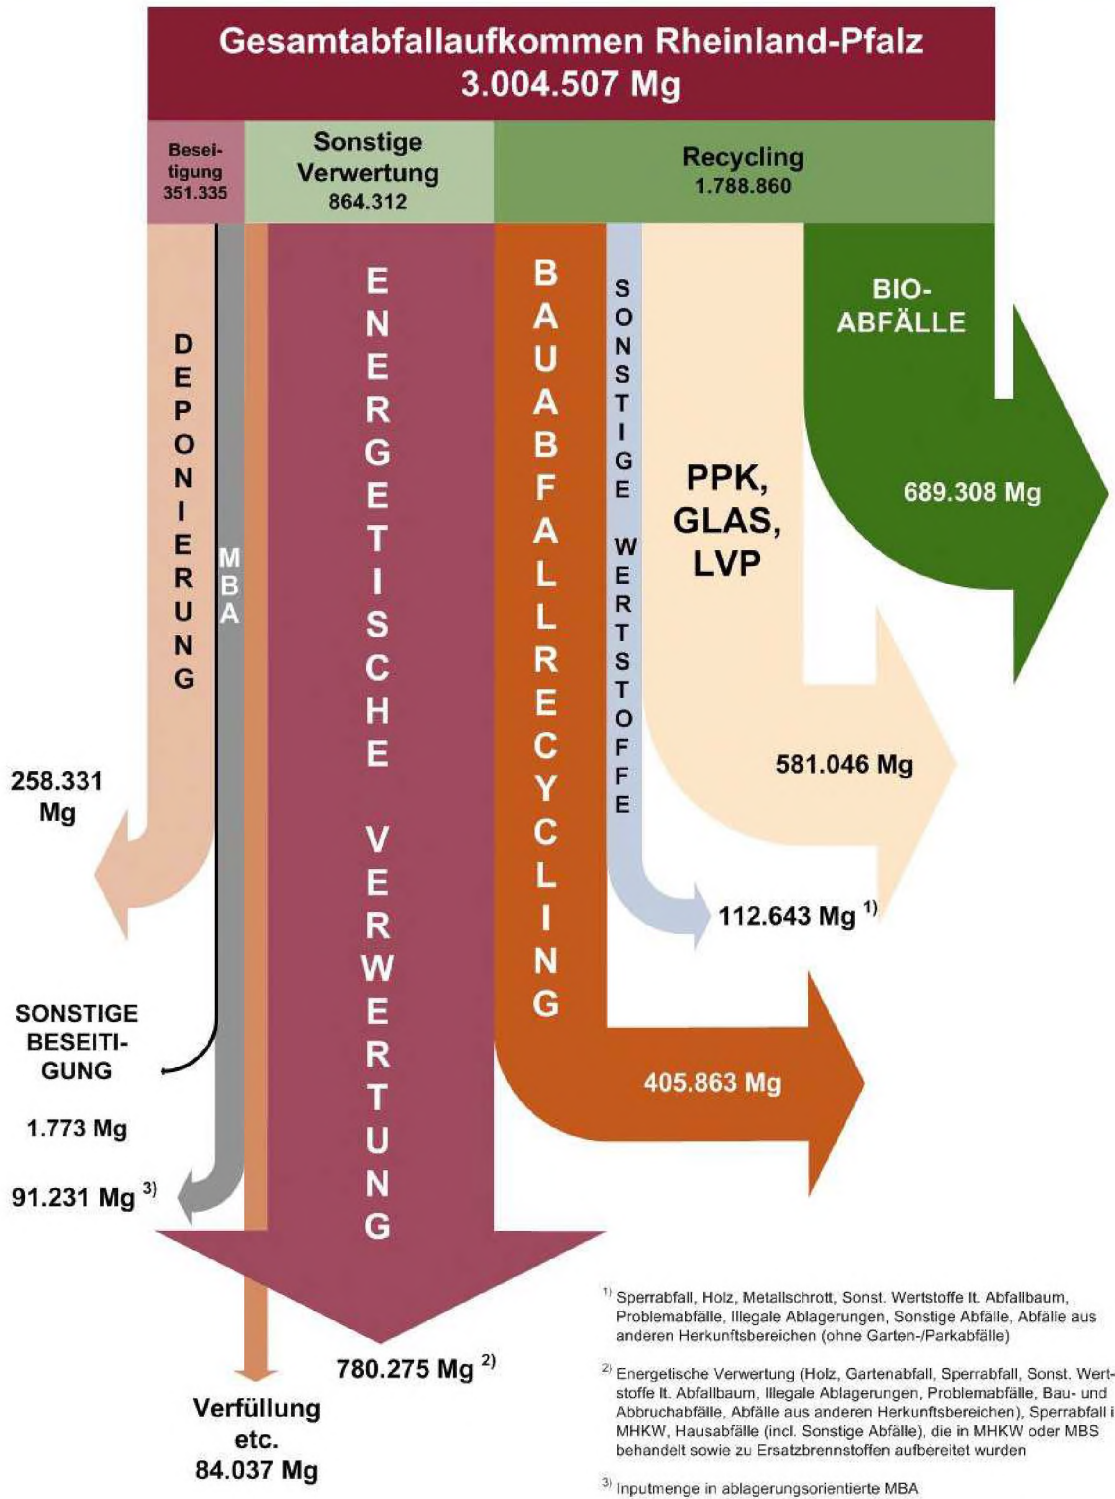 Gesamtabfallaufkommen Rheinland-Pfalz
3.004.507 Mg
Besei-
tigung
351.335
Sonstige
Verwertung
864.312
Recycling
1.788.860
DEPONIERUNG
MBA
ENERGETISCHE VERWERTUNG
BAUABFALLRECYCLING
SONSTIGE WERTSTOFFE
PPK,
GLAS,
LVP
BIO-
ABFÄLLE
689.308 Mg
581.046 Mg
112.643 Mg 1)
405.863 Mg
258.331
Mg
SONSTIGE
BESEITI-
GUNG
1.773 Mg
91.231 Mg 3)
780.275 Mg 2)
Verfüllung
etc.
84.037 Mg
1) Sperrabfall, Holz, Metallschrott, Sonst. Wertstoffe lt. Abfallbaum,
Problemabfälle, Illegale Ablagerungen, Sonstige Abfälle, Abfälle aus
anderen Herkunftsbereichen (ohne Garten-/Parkabfälle)
2) Energetische Verwertung (Holz, Gartenabfall, Sperrabfall, Sonst. Wert-
stoffe lt. Abfallbaum, Illegale Ablagerungen, Problemabfälle, Bau- und
Abbruchabfälle, Abfälle aus anderen Herkunftsbereichen), Sperrabfall i
MHKW, Hausabfälle (incl. Sonstige Abfälle), die in MHKW oder MBS
behandelt sowie zu Ersatzbrennstoffen aufbereitet wurden
3) Inputmenge in ablagerungsorientierte MBA